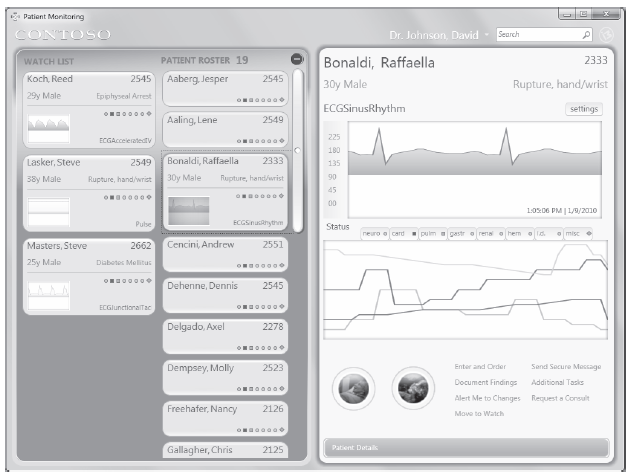 Patient Monitoring
CONTOSO
Dr. Johnson, David
Search
WATCH LIST
Koch, Reed 2545
29y Male Epiphyseal Arrest
ECGAcceleratedIV
Lasker, Steve 2549
38y Male Rupture, hand/wrist
Pulse
Masters, Steve 2662
25y Male Diabetes Mellitus
ECGJunctionalTac
PATIENT ROSTER 19
Aaberg, Jesper 2545
Aaling, Lene 2549
Bonaldi, Raffaella 2333
30y Male Rupture, hand/wrist
ECGSinusRhythm
Cencini, Andrew 2551
Dehenne, Dennis 2545
Delgado, Axel 2278
Dempsey, Molly 2523
Freehafer, Nancy 2126
Gallagher, Chris 2125
Bonaldi, Raffaella 2333
30y Male Rupture, hand/wrist
ECGSinusRhythm settings
225
180
135
90
45
00
1:05:06 PM | 1/9/2010
Status neuro card pulm gastr renal hem i.d. misc
Enter and Order Send Secure Message
Document Findings Additional Tasks
Alert Me to Changes Request a Consult
Move to Watch
Patient Details